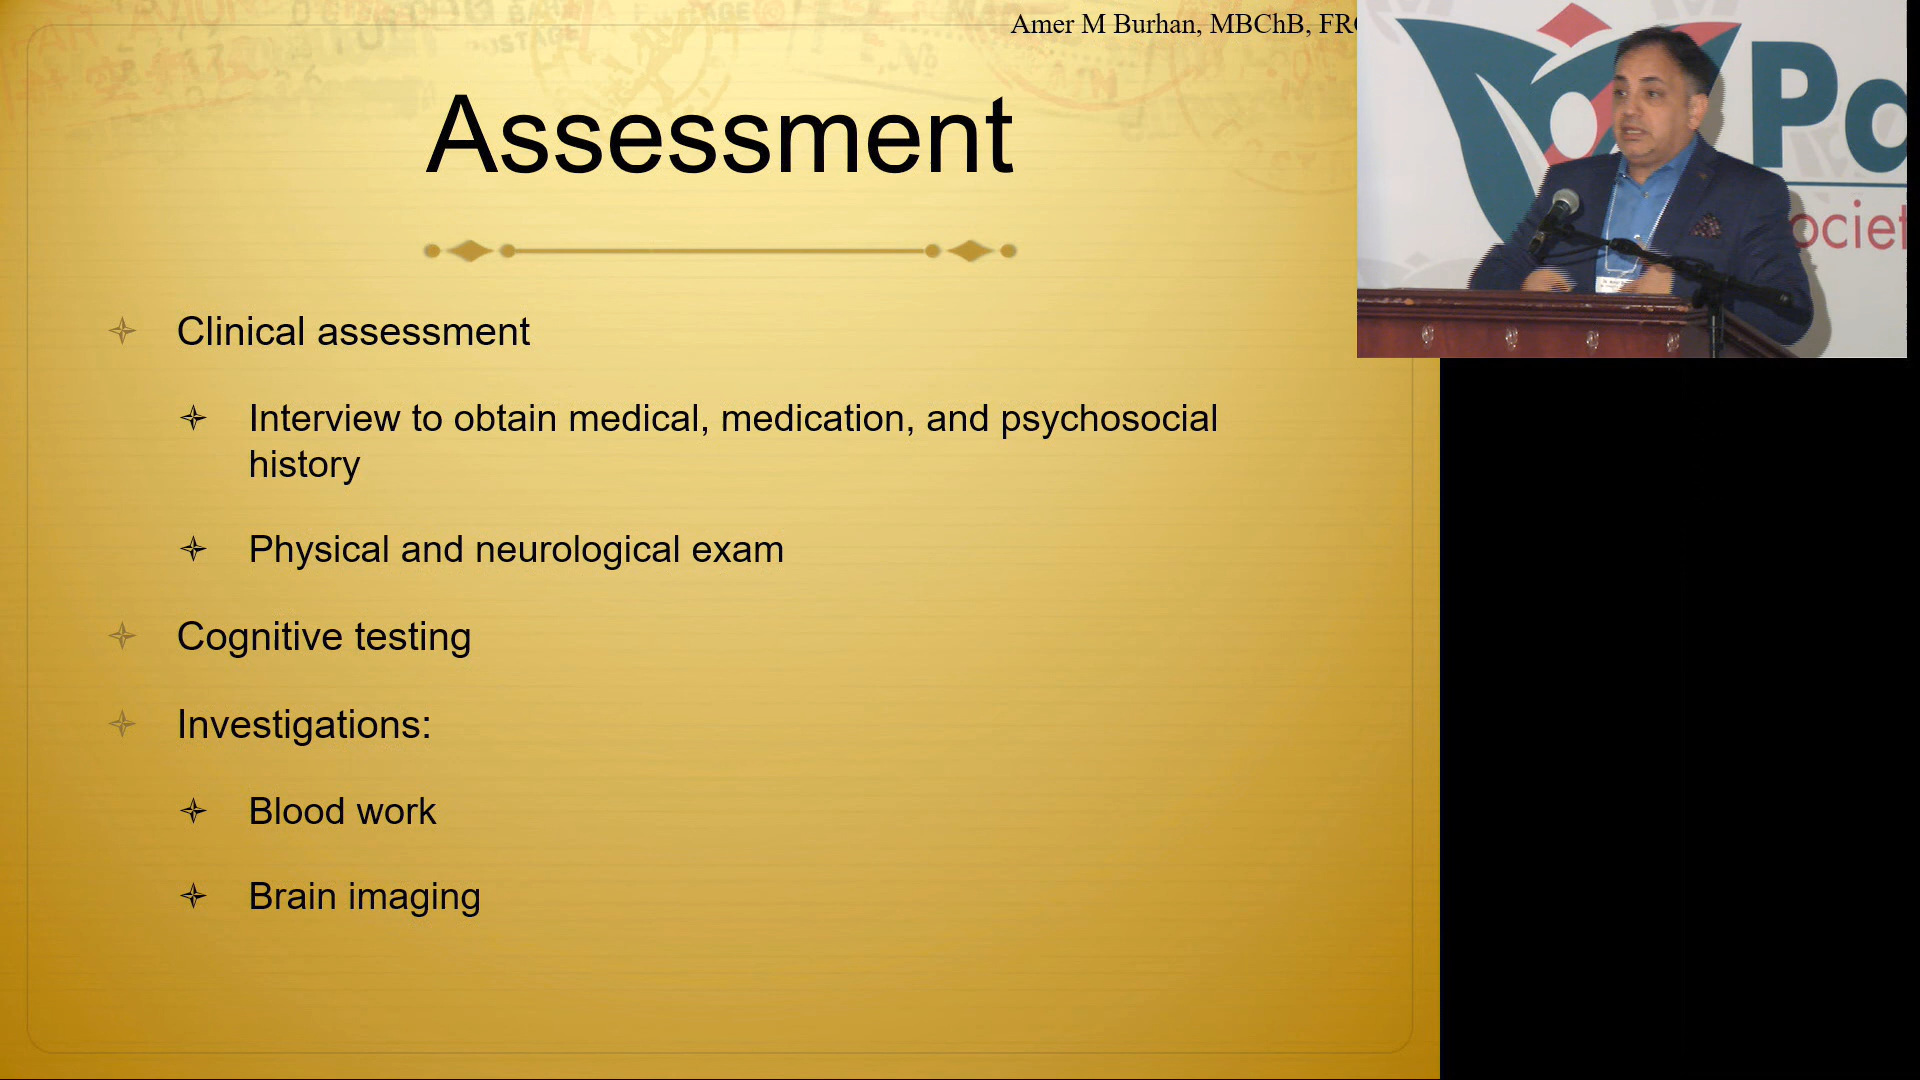 Amer M Burhan, MBChB, FRC
Assessment
Clinical assessment
Interview to obtain medical, medication, and psychosocial
history
Physical and neurological exam
Cognitive testing
Investigations:
Blood work
Brain imaging